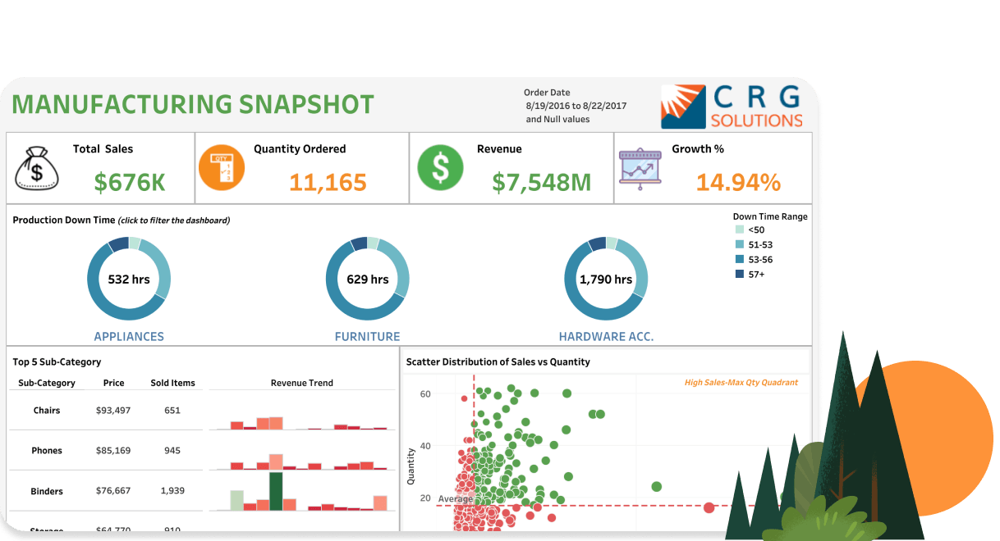 MANUFACTURING SNAPSHOT
Order Date
8/19/2016 to 8/22/2017
and Null values
CRG
SOLUTIONS
Total Sales
$676K
QTY
Quantity Ordered
11,165
$
Revenue
$7,548M
Growth %
14.94%
Production Down Time (click to filter the dashboard)
Down Time Range
<50
51-53
53-56
57+
532 hrs
629 hrs
1,790 hrs
APPLIANCES
FURNITURE
HARDWARE ACC.
Top 5 Sub-Category
Sub-Category Price Sold Items Revenue Trend
Chairs $93,497 651
Phones $85,169 945
Binders $76,667 1,939
Storage $64,770 910
Scatter Distribution of Sales vs Quantity
High Sales-Max Qty Quadrant
Quantity
60
40
20
Average